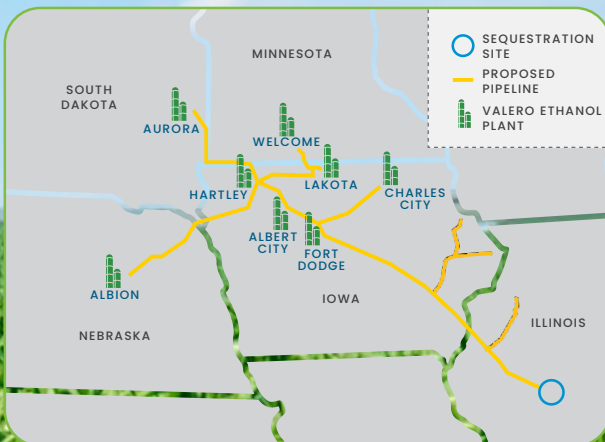 SEQUESTRATION
SITE
PROPOSED
PIPELINE
VALERO ETHANOL
PLANT
MINNESOTA
SOUTH
DAKOTA
AURORA
WELCOME
LAKOTA
HARTLEY
CHARLES
CITY
ALBERT
CITY
FORT
DODGE
ALBION
IOWA
ILLINOIS
NEBRASKA